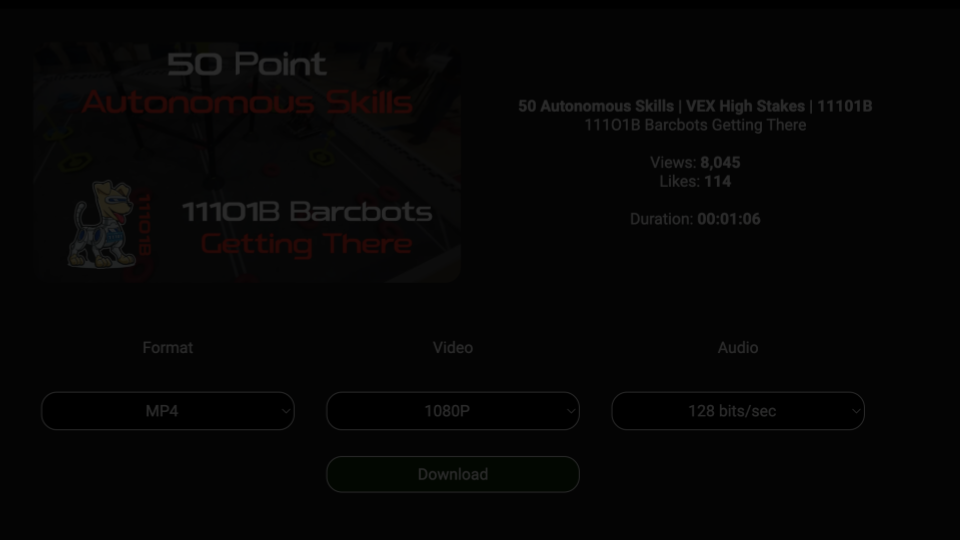 50 Point
Autonomous Skills
11101B
11101B Barcbots
Getting There
50 Autonomous Skills | VEX High Stakes | 11101B
111O1B Barcbots Getting There
Views: 8,045
Likes: 114
Duration: 00:01:06
Format
Video
Audio
MP4
1080P
128 bits/sec
Download